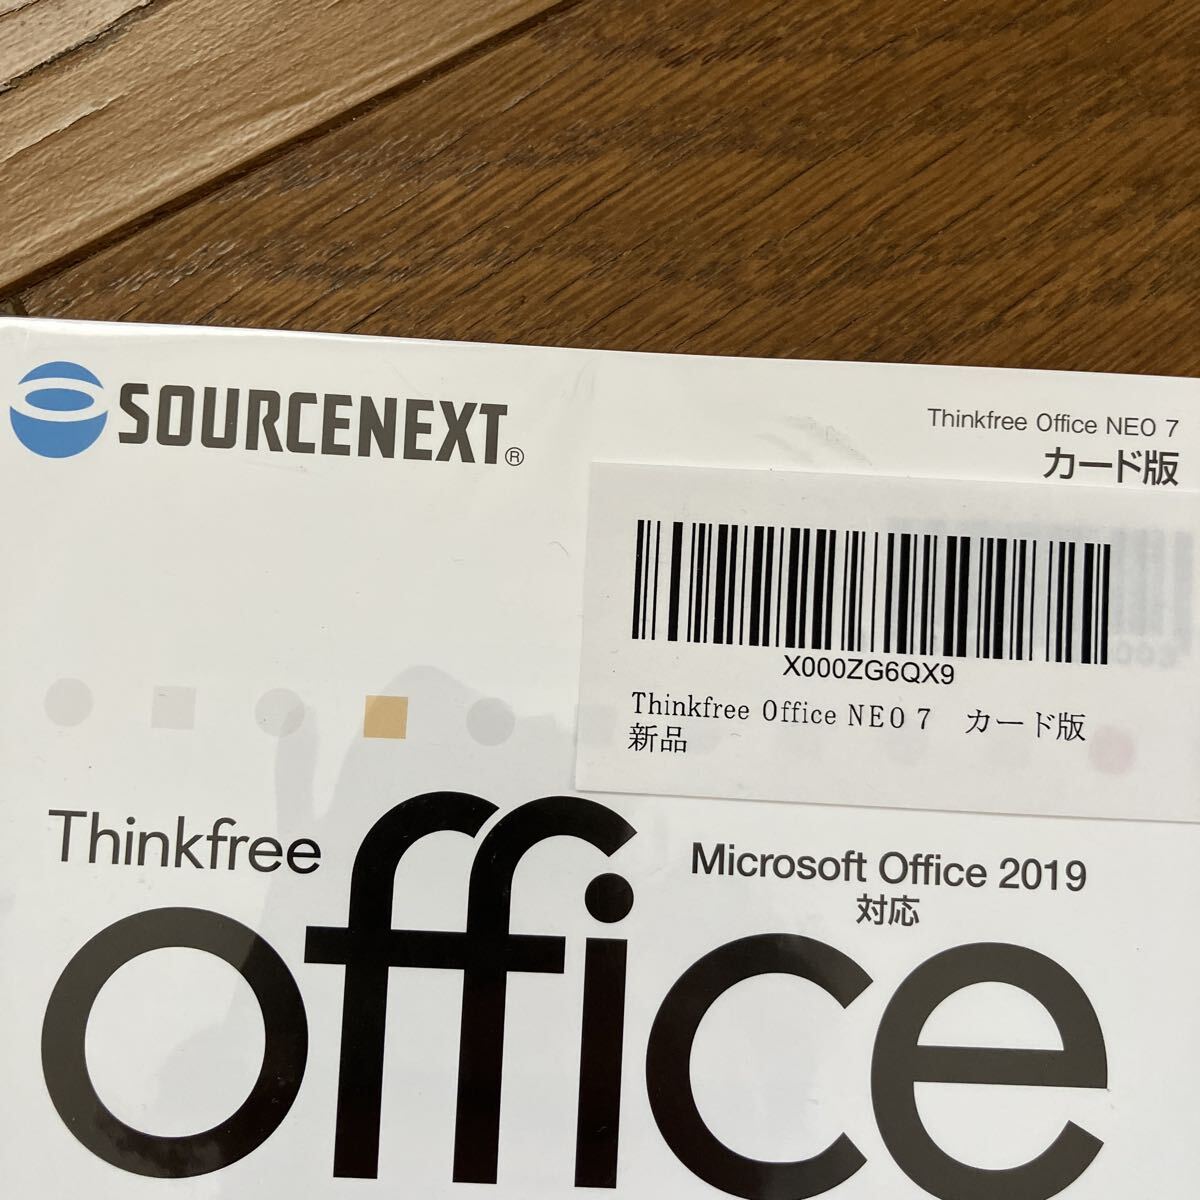 SOURCENEXT®
Thinkfree Office NEO 7
カード版
X000ZG6QX9
Thinkfree Office NEO 7　カード版
新品
Thinkfree
office
Microsoft Office 2019
対応